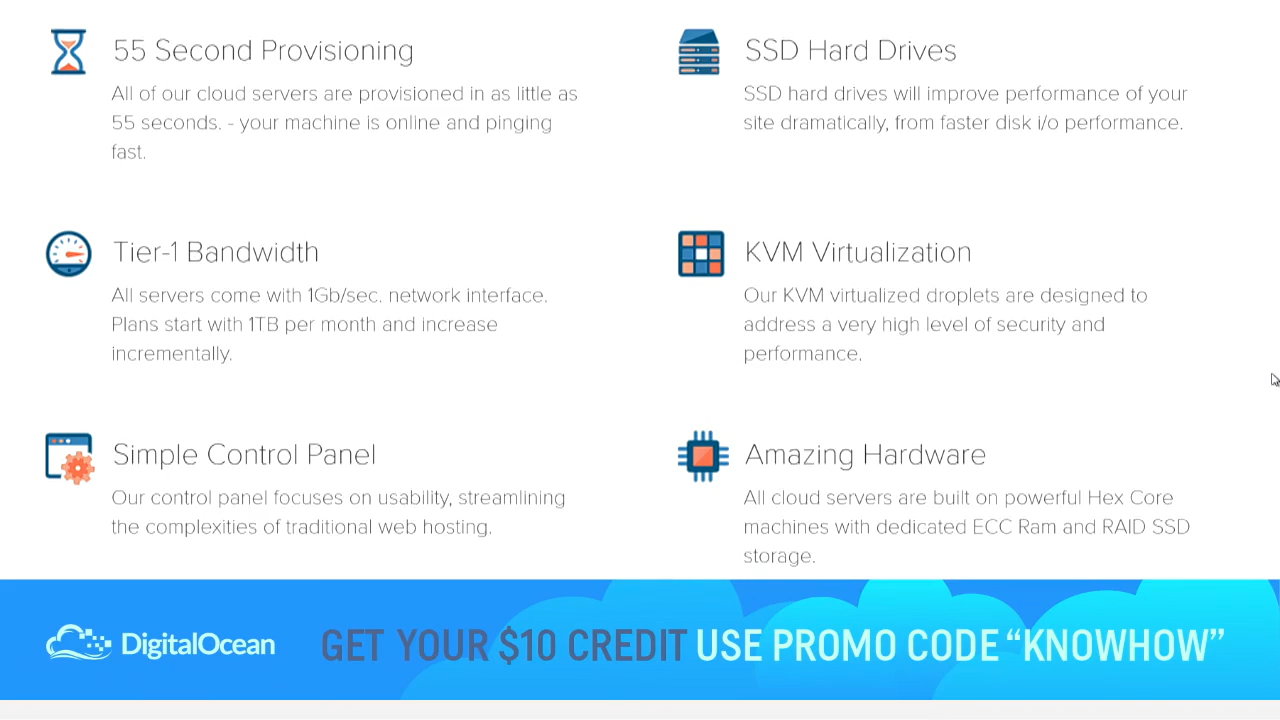 55 Second Provisioning
All of our cloud servers are provisioned in as little as
55 seconds. - your machine is online and pinging
fast.
SSD Hard Drives
SSD hard drives will improve performance of your
site dramatically, from faster disk i/o performance.
Tier-1 Bandwidth
All servers come with 1Gb/sec. network interface.
Plans start with 1TB per month and increase
incrementally.
KVM Virtualization
Our KVM virtualized droplets are designed to
address a very high level of security and
performance.
Simple Control Panel
Our control panel focuses on usability, streamlining
the complexities of traditional web hosting.
Amazing Hardware
All cloud servers are built on powerful Hex Core
machines with dedicated ECC Ram and RAID SSD
storage.
DigitalOcean
GET YOUR $10 CREDIT USE PROMO CODE “KNOWHOW”